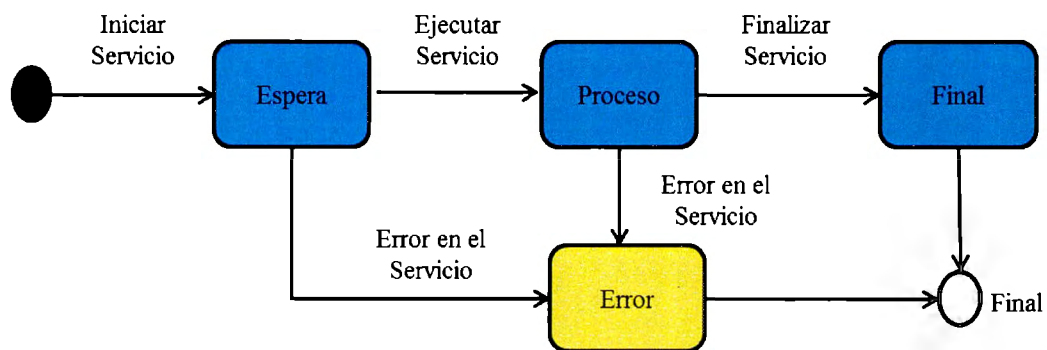 Iniciar
Servicio
Ejecutar
Servicio
Finalizar
Servicio
Espera
Proceso
Final
Error en el
Servicio
Error en el
Servicio
Error
Final